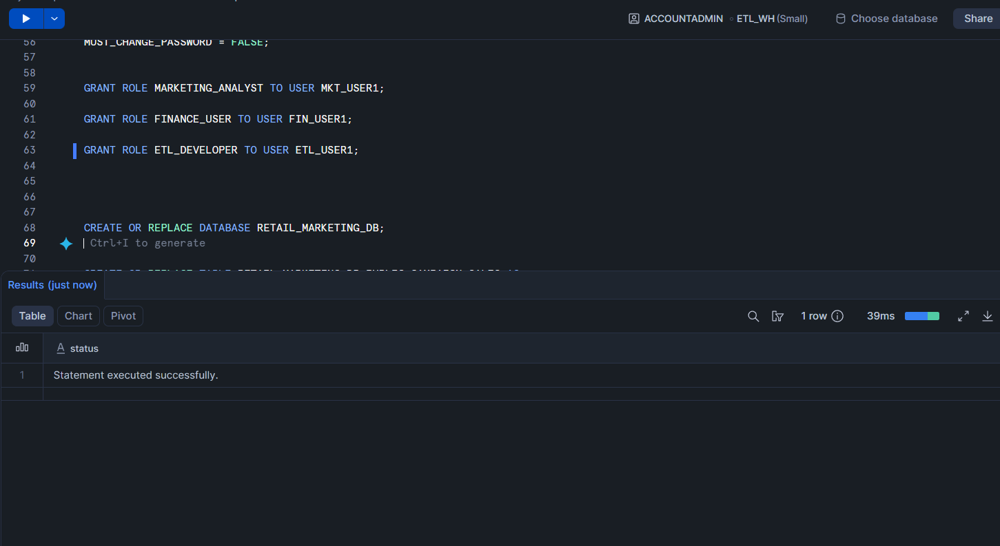 ACCOUNTADMIN ETL_WH (Small) Choose database Share
56 MUST_CHANGE_PASSWORD = FALSE;
57
58
59 GRANT ROLE MARKETING_ANALYST TO USER MKT_USER1;
60
61 GRANT ROLE FINANCE_USER TO USER FIN_USER1;
62
63 GRANT ROLE ETL_DEVELOPER TO USER ETL_USER1;
64
65
66
67
68 CREATE OR REPLACE DATABASE RETAIL_MARKETING_DB;
69 Ctrl+I to generate
70
Results (just now)
Table Chart Pivot 1 row 39ms
A status
1 Statement executed successfully.